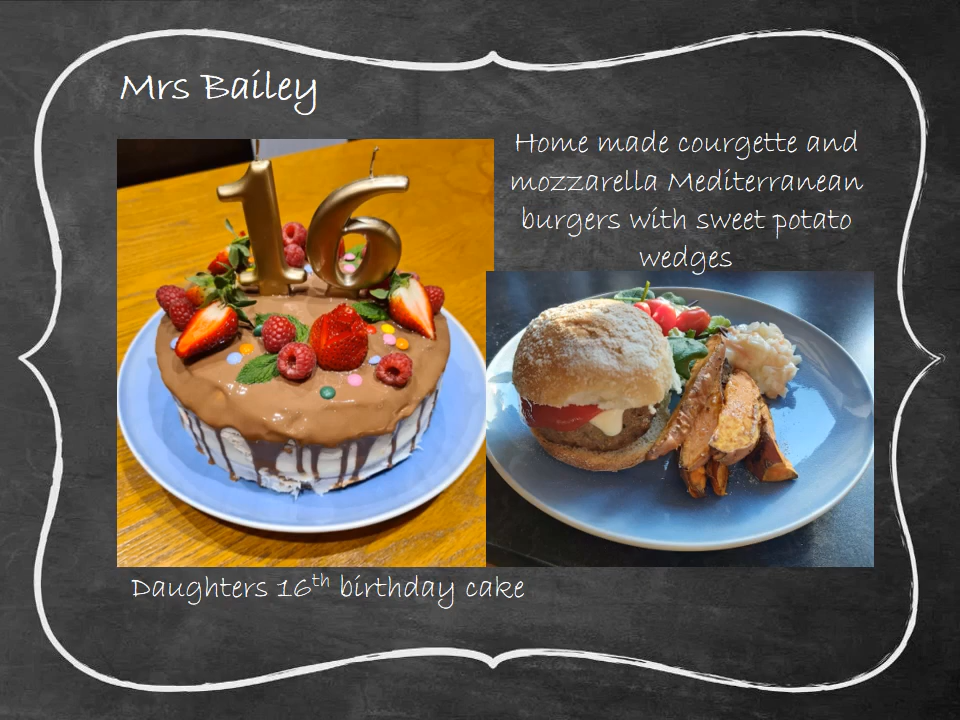 Mrs Bailey
Home made courgette and
mozzarella Mediterranean
burgers with sweet potato
wedges
16
Daughters 16th birthday cake